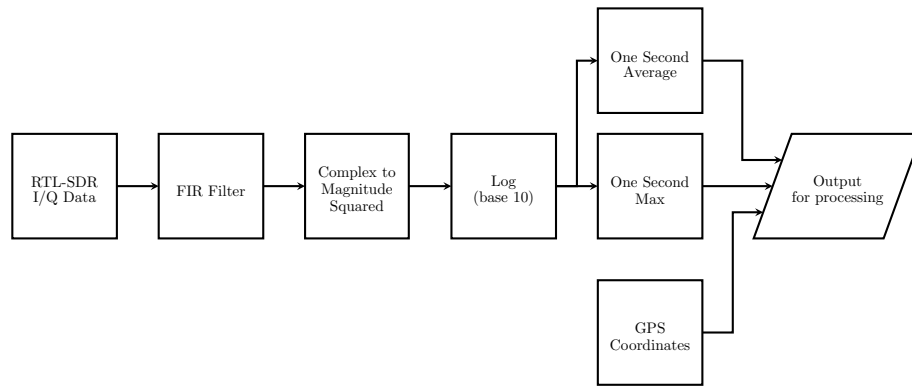 RTL-SDR
I/Q Data
FIR Filter
Complex to
Magnitude
Squared
Log
(base 10)
One Second
Average
One Second
Max
GPS
Coordinates
Output
for processing